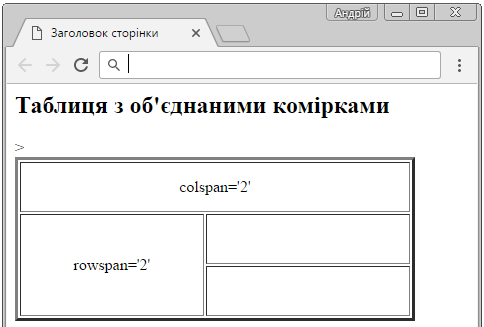 Андрій
Заголовок сторінки
Таблиця з об'єднаними комірками
>
colspan='2'
rowspan='2'